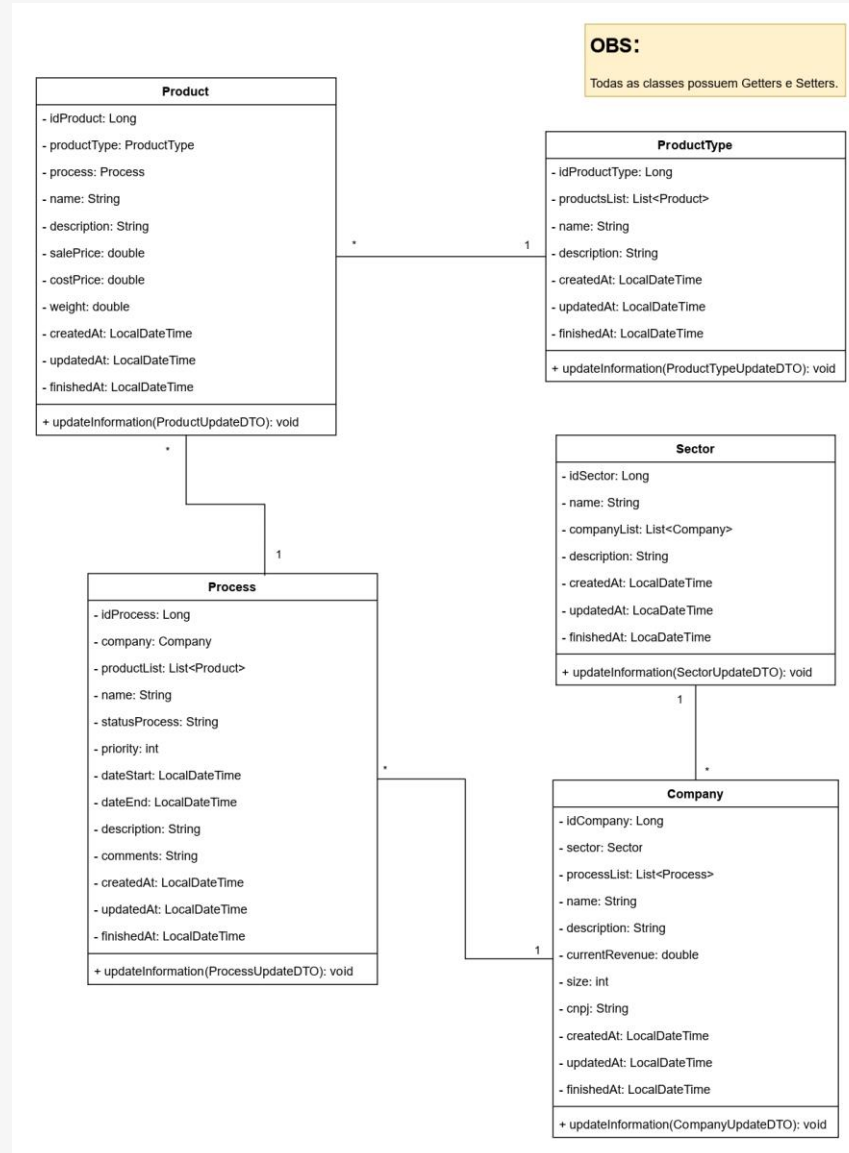 OBS:
Todas as classes possuem Getters e Setters.
Product
- idProduct: Long
- productType: ProductType
- process: Process
- name: String
- description: String
- salePrice: double
- costPrice: double
- weight: double
- createdAt: LocalDateTime
- updatedAt: LocalDateTime
- finishedAt: LocalDateTime
+ updateInformation(ProductUpdateDTO): void
*
1
ProductType
- idProductType: Long
- productsList: List<Product>
- name: String
- description: String
- createdAt: LocalDateTime
- updatedAt: LocalDateTime
- finishedAt: LocalDateTime
+ updateInformation(ProductTypeUpdateDTO): void
*
1
Process
- idProcess: Long
- company: Company
- productList: List<Product>
- name: String
- statusProcess: String
- priority: int
- dateStart: LocalDateTime
- dateEnd: LocalDateTime
- description: String
- comments: String
- createdAt: LocalDateTime
- updatedAt: LocalDateTime
- finishedAt: LocalDateTime
+ updateInformation(ProcessUpdateDTO): void
*
1
Sector
- idSector: Long
- name: String
- companyList: List<Company>
- description: String
- createdAt: LocalDateTime
- updatedAt: LocaDateTime
- finishedAt: LocaDateTime
+ updateInformation(SectorUpdateDTO): void
1
*
Company
- idCompany: Long
- sector: Sector
- processList: List<Process>
- name: String
- description: String
- currentRevenue: double
- size: int
- cnpj: String
- createdAt: LocalDateTime
- updatedAt: LocalDateTime
- finishedAt: LocalDateTime
+ updateInformation(CompanyUpdateDTO): void